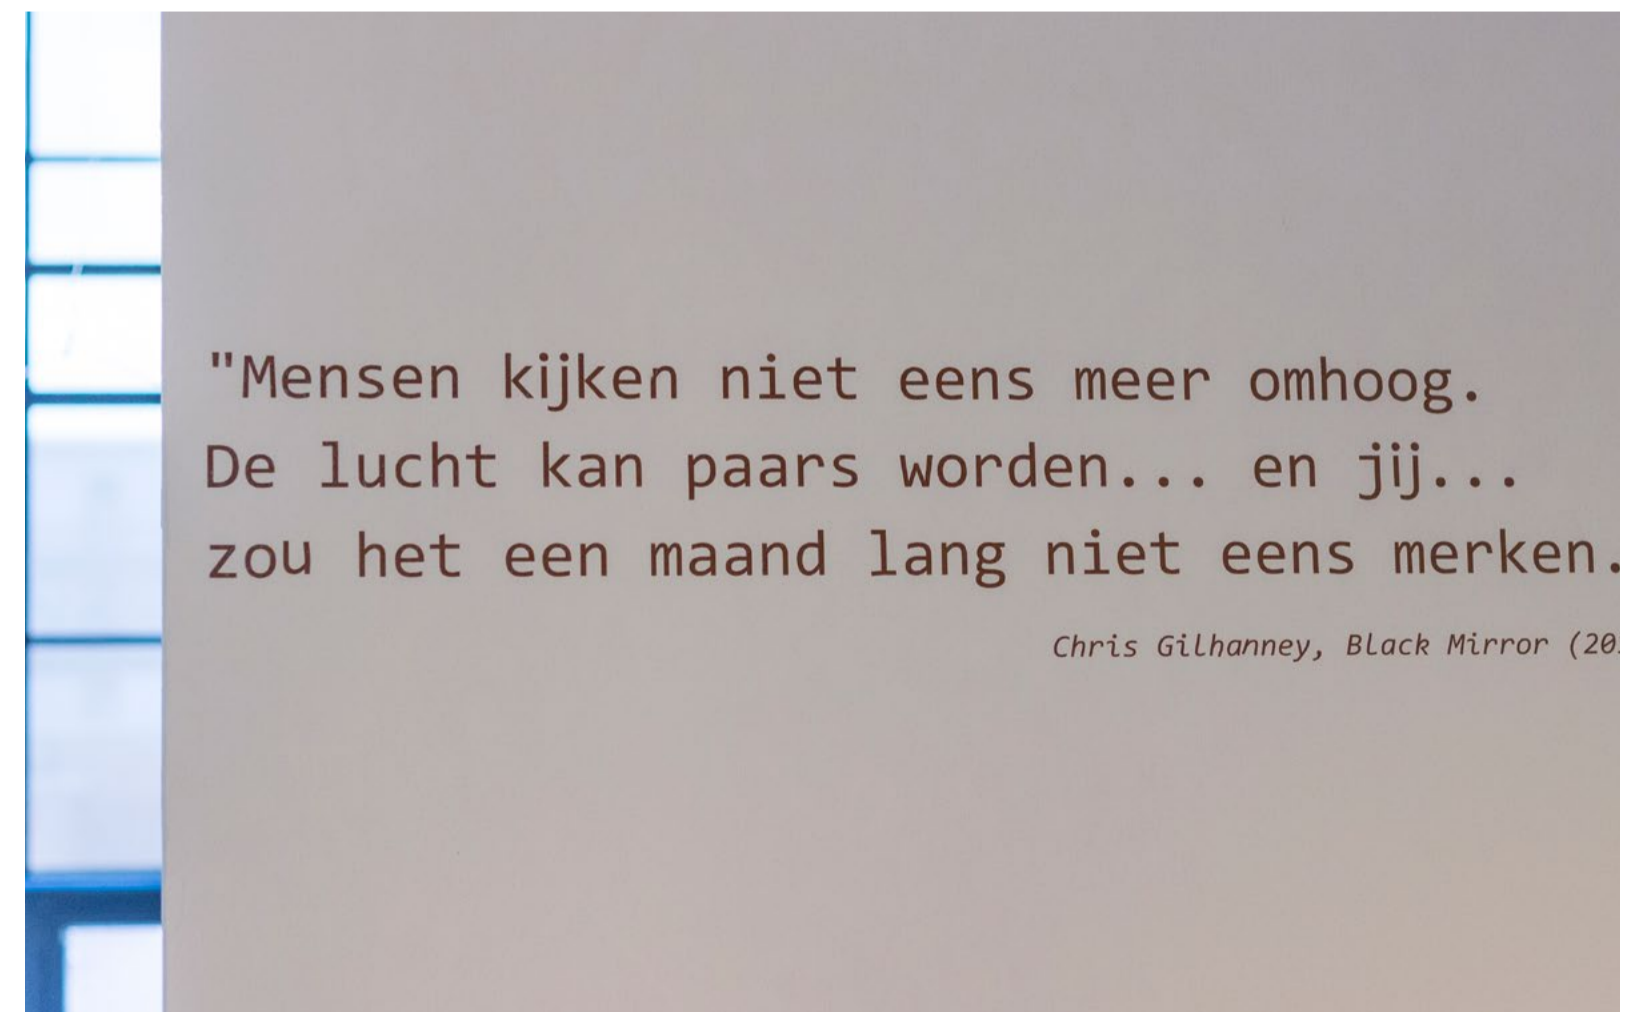 "Mensen kijken niet eens meer omhoog.
De lucht kan paars worden... en jij...
zou het een maand lang niet eens merken.
Chris Gilhanney, Black Mirror